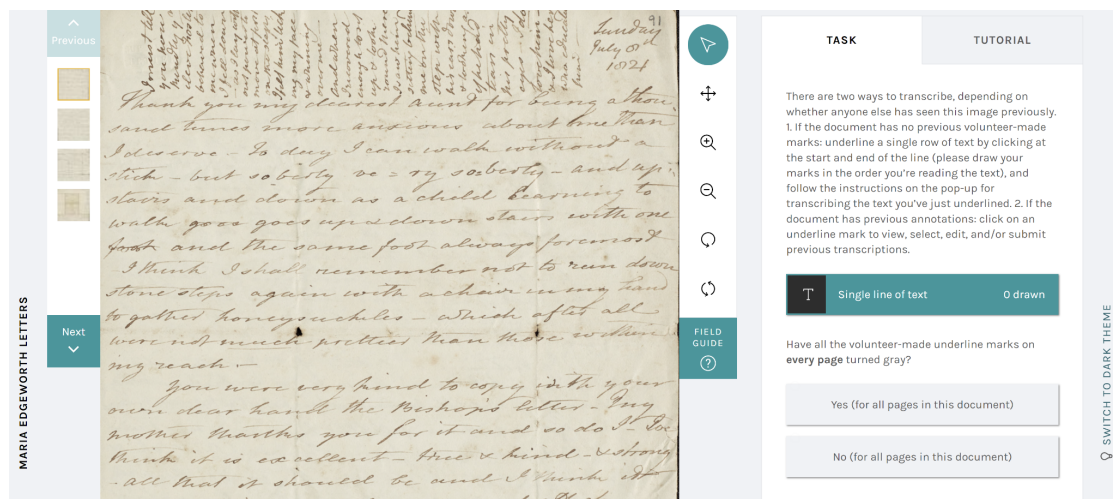 Previous
Next
MARIA EDGEWORTH LETTERS
91
Sunday
July
1821
Thank you my dearest aunt for being a thou-
sand times more anxious about me than
I deserve - To day I can walk without a
stick - but soberly ve = ry soberly - and up
stairs and down as a child learning to
walk goos goes up & down stairs with one
foot and the same foot always foremost
I think I shall remember not to run down
stone steps again with a chair in my hand
to gather honeysuckles - which after all
were not much prettier than those within
my reach -
You were very kind to copy with your
own dear hand the Bishop's letter - my
mother thanks you for it and so do I
think it is excellent - true & kind - & strong
- all that it should be and I think it
FIELD
GUIDE
TASK
TUTORIAL
There are two ways to transcribe, depending on
whether anyone else has seen this image previously.
1. If the document has no previous volunteer-made
marks: underline a single row of text by clicking at
the start and end of the line (please draw your
marks in the order you're reading the text), and
follow the instructions on the pop-up for
transcribing the text you've just underlined. 2. If the
document has previous annotations: click on an
underline mark to view, select, edit, and/or submit
previous transcriptions.
T
Single line of text
0 drawn
Have all the volunteer-made underline marks on
every page turned gray?
Yes (for all pages in this document)
No (for all pages in this document)
SWITCH TO DARK THEME